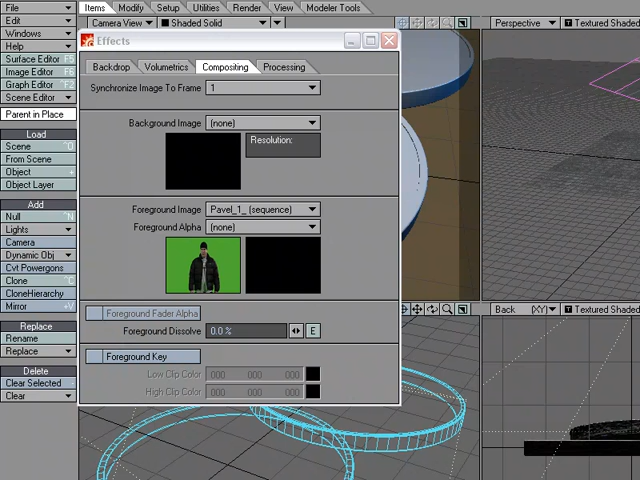 File
Items
Modify
Setup
Utilities
Render
View
Modeler Tools
Edit
Camera View
Shaded Solid
Perspective
Textured Shaded
Windows
Help
Surface Editor F5
Image Editor F6
Graph Editor ^F2
Scene Editor
Parent in Place
Load
Scene ^O
From Scene
Object +
Object Layer
Add
Null ^N
Lights
Camera
Dynamic Obj
Cvt Powergons
Clone ^C
CloneHierarchy
Mirror +V
Replace
Rename
Replace
Delete
Clear Selected -
Clear
Effects
Backdrop
Volumetrics
Compositing
Processing
Synchronize Image To Frame 1
Background Image (none)
Resolution:
Foreground Image Pavel_1_ (sequence)
Foreground Alpha (none)
Foreground Fader Alpha
Foreground Dissolve 0.0 % E
Foreground Key
Low Clip Color 000 000 000
High Clip Color 000 000 000
Back (XY) Textured Shaded